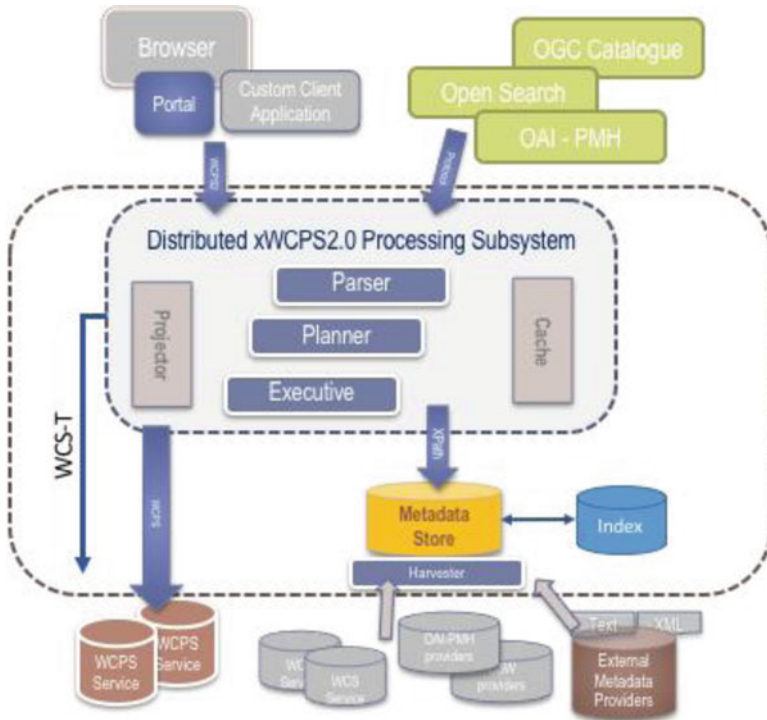 Browser
Portal
Custom Client
Application
OGC Catalogue
Open Search
OAI - PMH
WCPS2
Distributed xWCPS2.0 Processing Subsystem
Parser
Planner
Executive
Projector
Cache
WCS-T
WCPS
XPath
Metadata
Store
Index
Harvester
WCPS
Service
WCPS
Service
WCS
Service
OAI-PMH
providers
providers
Text
XML
External
Metadata
Providers